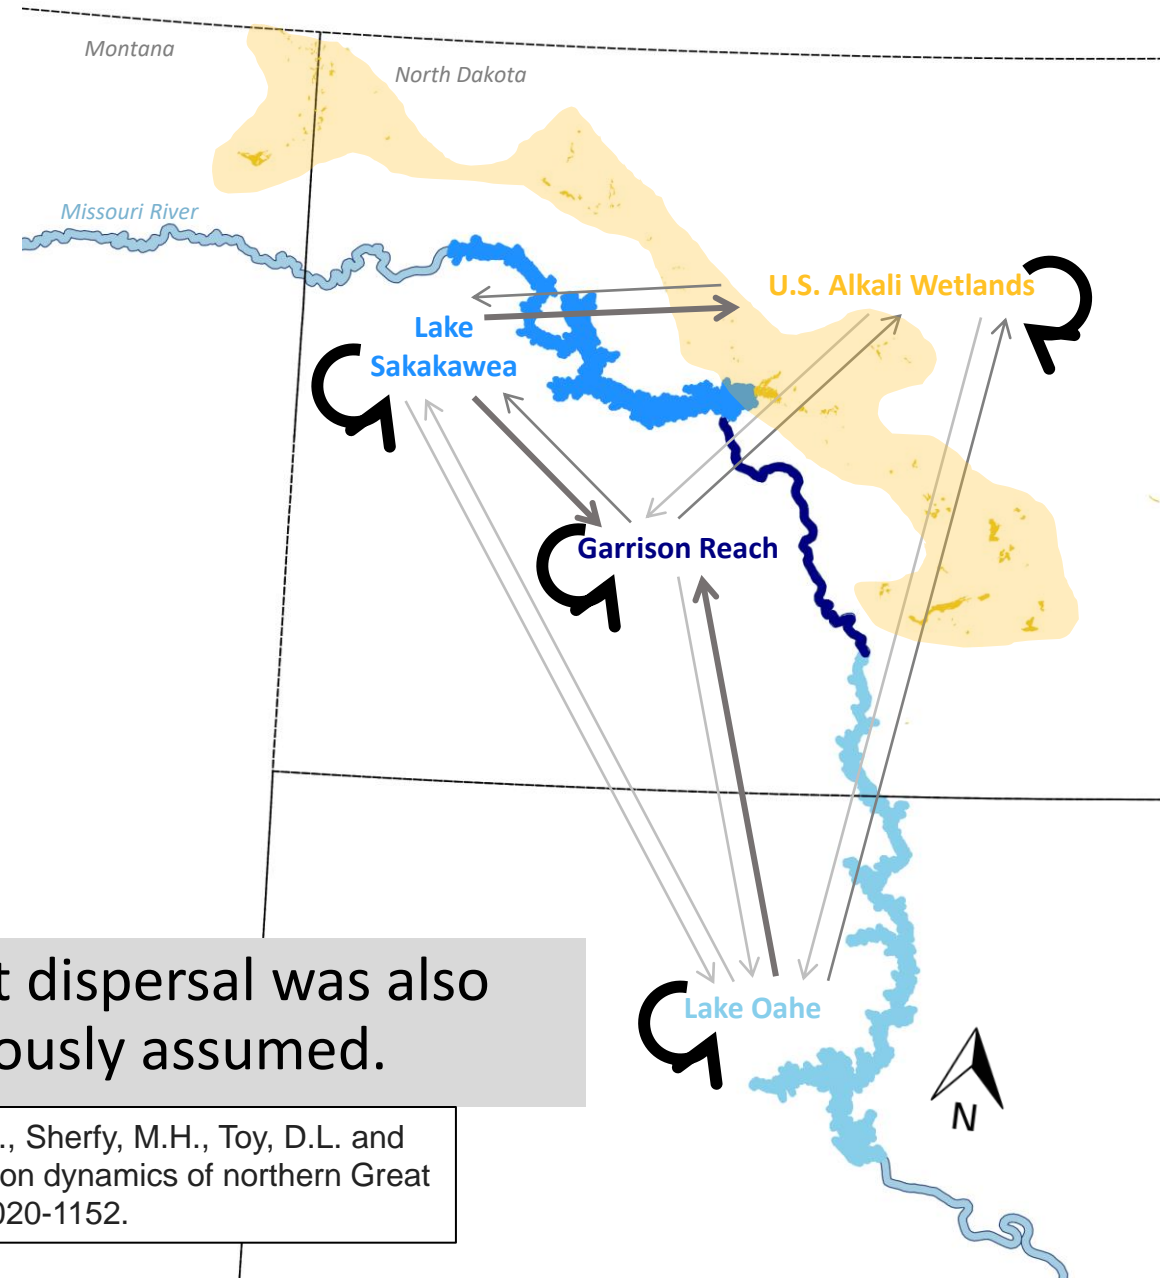 Montana
North Dakota
Missouri River
U.S. Alkali Wetlands
Lake
Sakakawea
Garrison Reach
Lake Oahe
t dispersal was also
ously assumed.
N
., Sherfy, M.H., Toy, D.L. and
on dynamics of northern Great
020-1152.